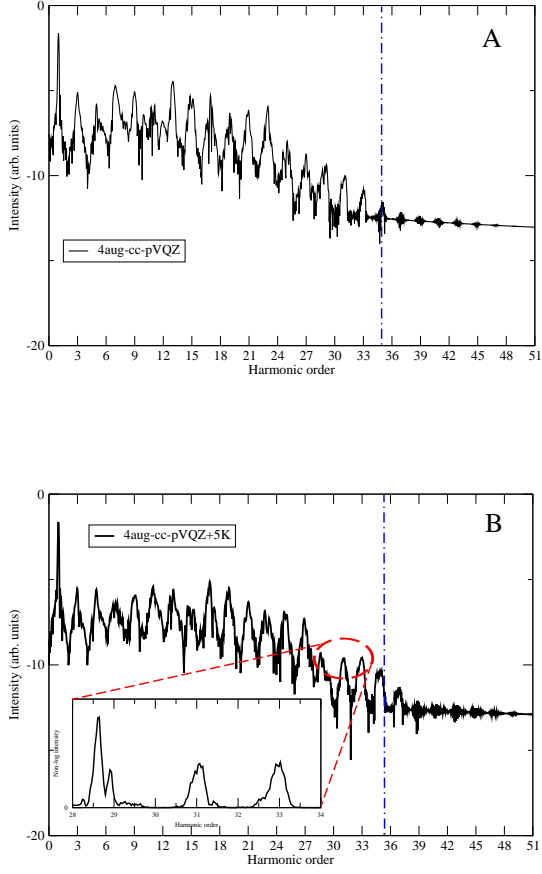 0
A
Intensity (arb. units)
-10
4aug-cc-pVQZ
-20
0 3 6 9 12 15 18 21 24 27 30 33 36 39 42 45 48 51
Harmonic order
0
B
4aug-cc-pVQZ+5K
Intensity (arb. units)
-10
Non-log intensity
0
28 29 30 31 32 33 34
Harmonic order
-20
0 3 6 9 12 15 18 21 24 27 30 33 36 39 42 45 48 51
Harmonic order